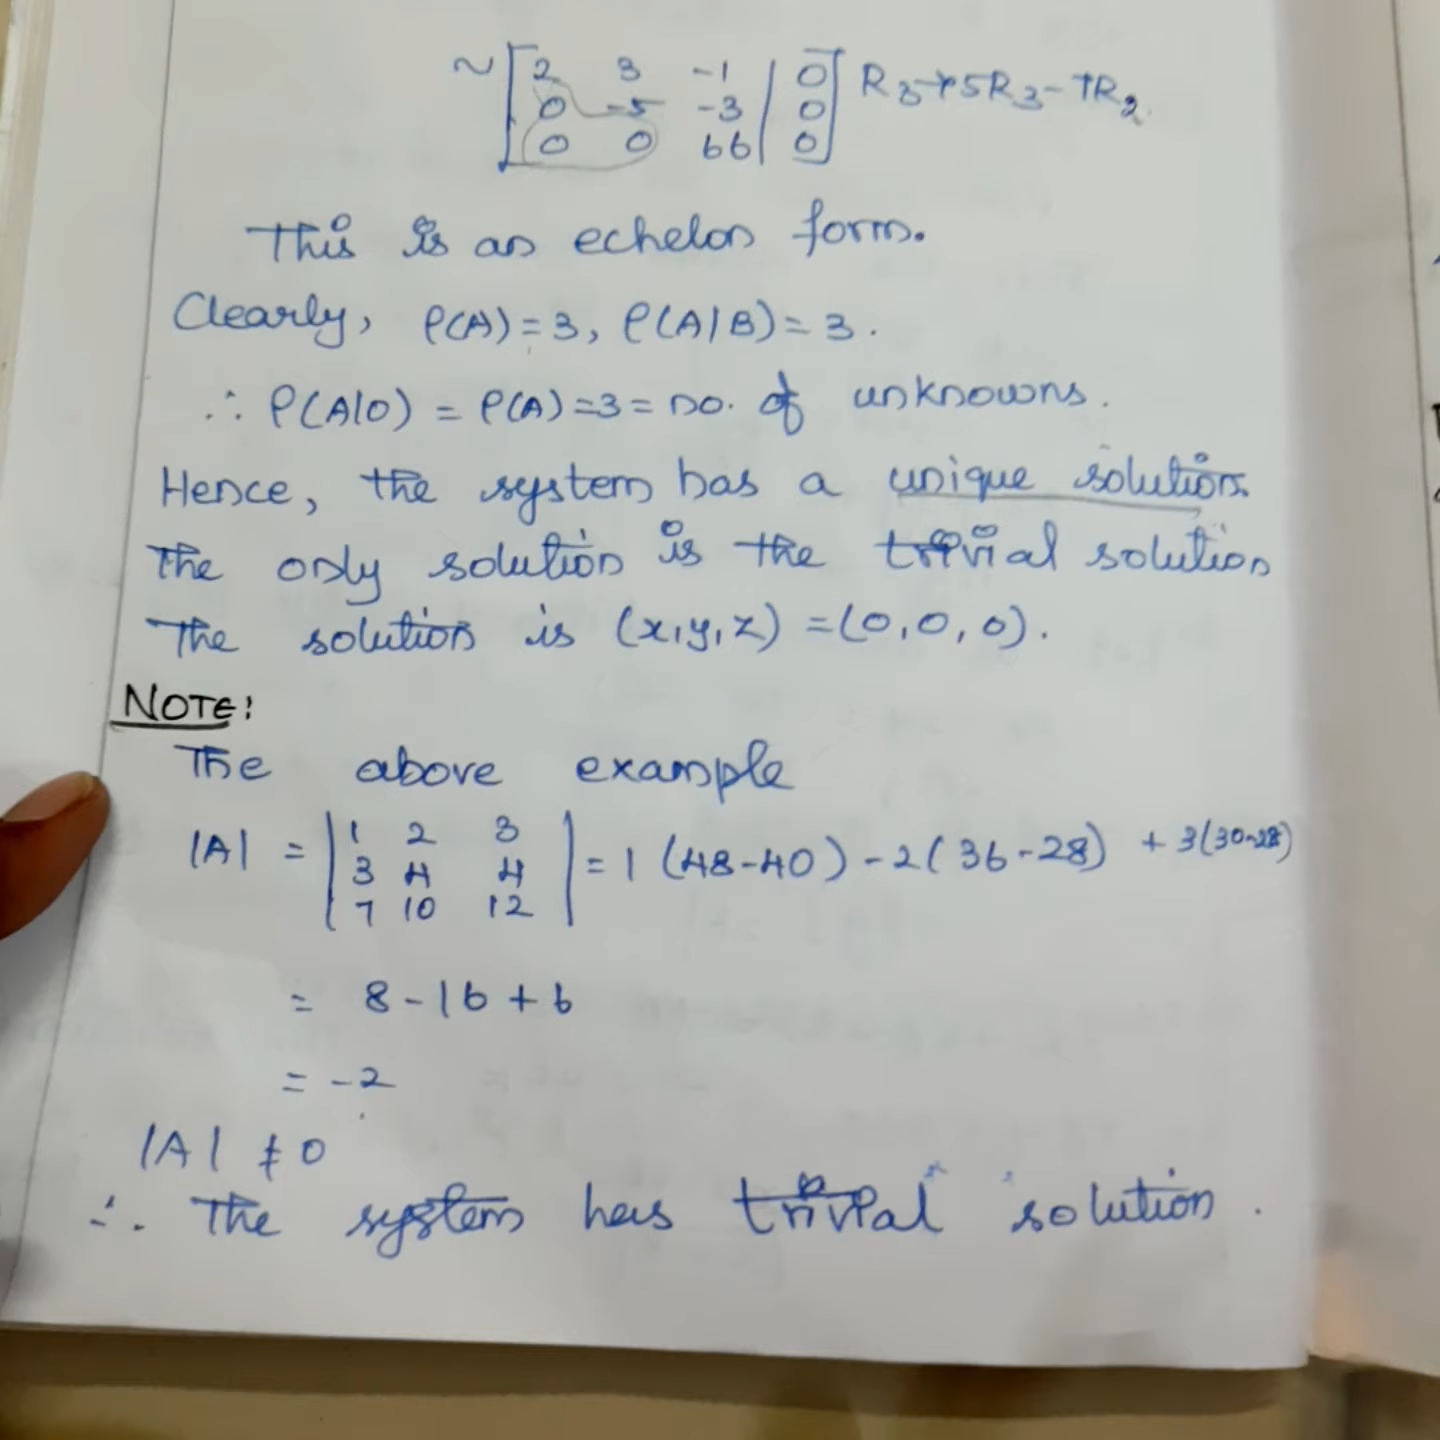 ~ [2 3 -1 | 0] R3→5R3-7R2
[0 -5 -3 | 0]
[0 0 66 | 0]
This is an echelon form.
Clearly, ρ(A)=3, ρ(A/B)=3.
∴ ρ(A|0) = ρ(A)=3= no. of unknowns.
Hence, the system has a unique solution.
The only solution is the trivial solution
The solution is (x,y,z) =(0,0,0).
NOTE:
The above example
|A| = |1 2 3| = 1 (48-40) -2(36-28) +3(30-28)
|3 4 4|
|7 10 12|
= 8-16+6
= -2
|A| ≠ 0
∴ The system has trivial solution.